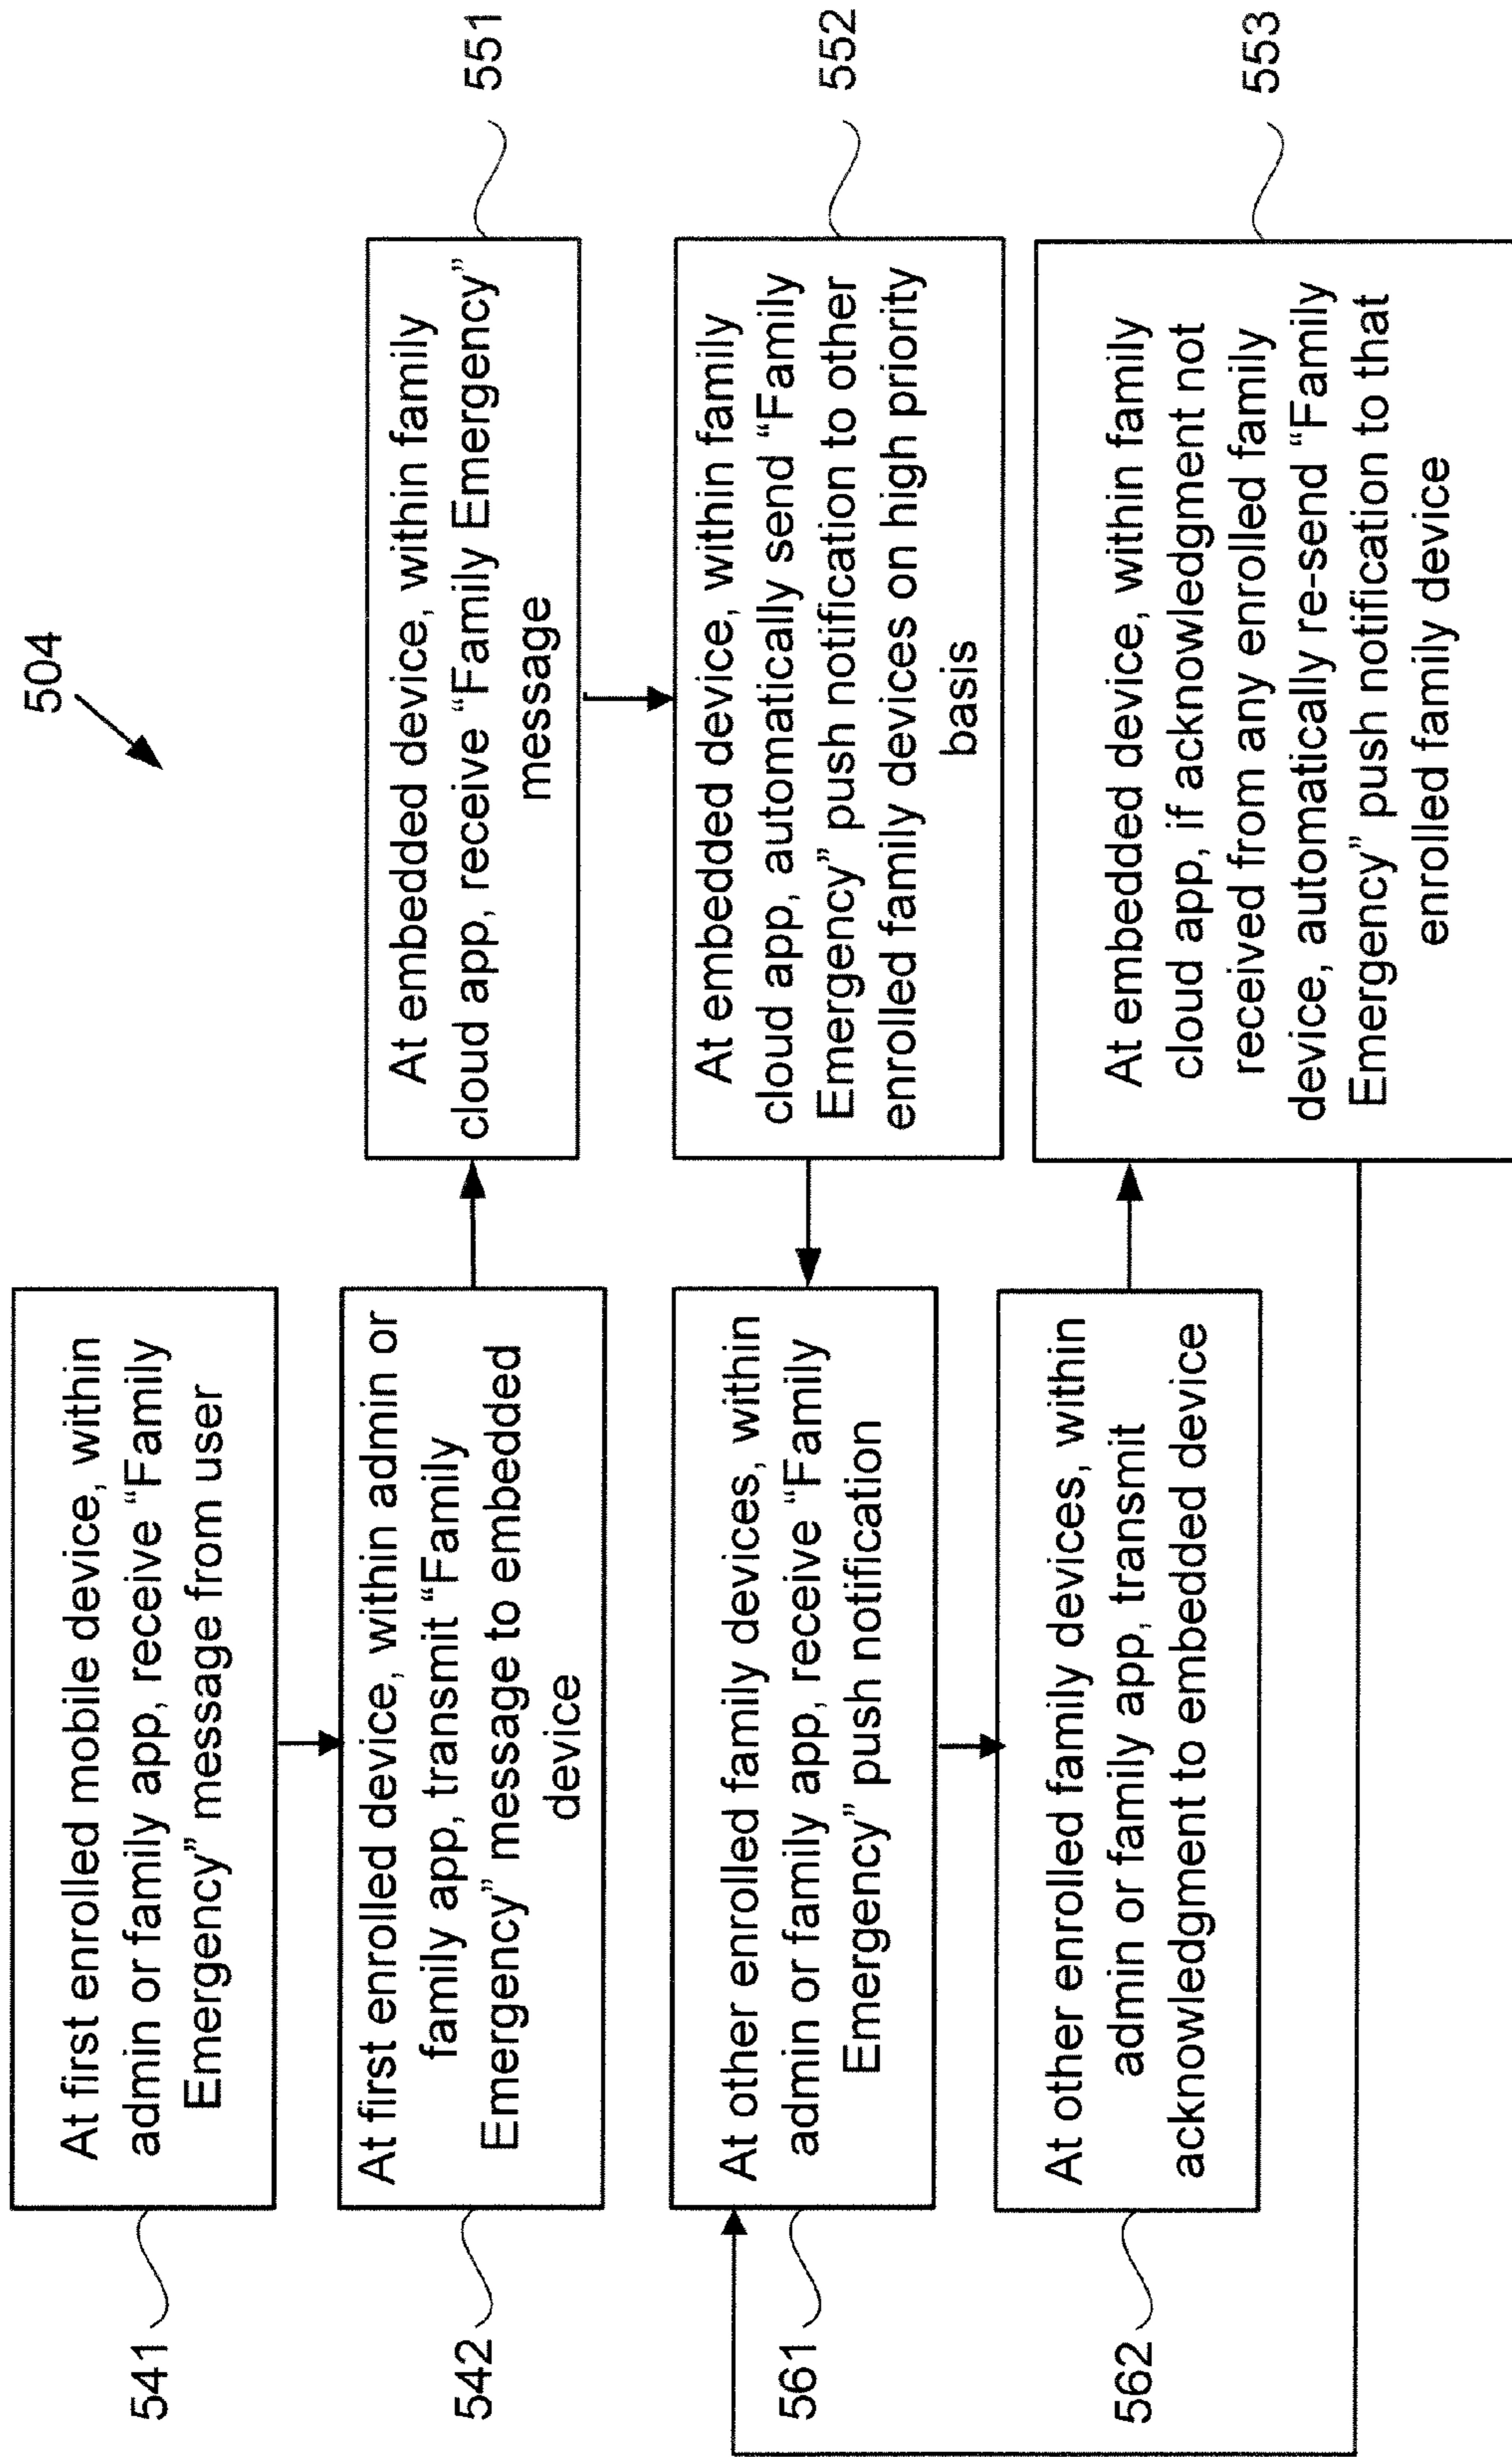 504
541
At first enrolled mobile device, within
admin or family app, receive “Family
Emergency” message from user
542
At first enrolled device, within admin or
family app, transmit “Family
Emergency” message to embedded
device
At embedded device, within family
cloud app, receive “Family Emergency”
message
551
At embedded device, within family
cloud app, automatically send “Family
Emergency” push notification to other
enrolled family devices on high priority
basis
552
561
At other enrolled family devices, within
admin or family app, receive “Family
Emergency” push notification
562
At other enrolled family devices, within
admin or family app, transmit
acknowledgment to embedded device
At embedded device, within family
cloud app, if acknowledgment not
received from any enrolled family
device, automatically re-send “Family
Emergency” push notification to that
enrolled family device
553